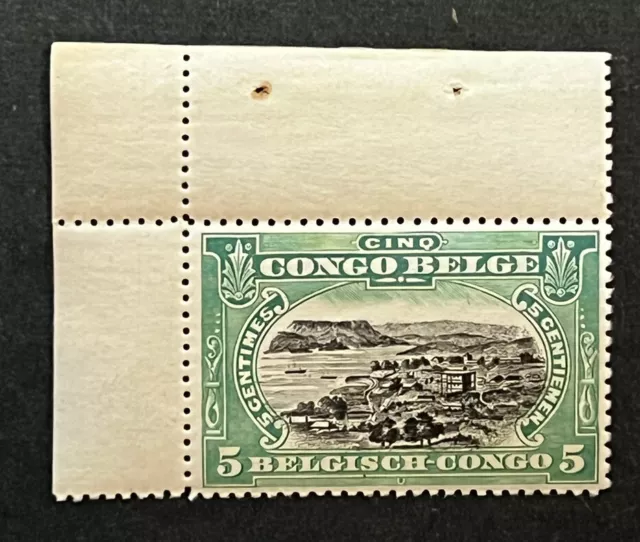 CINQ
CONGO BELGE
5 CENTIMES
5 CENTIEMEN
5 BELGISCH-CONGO 5